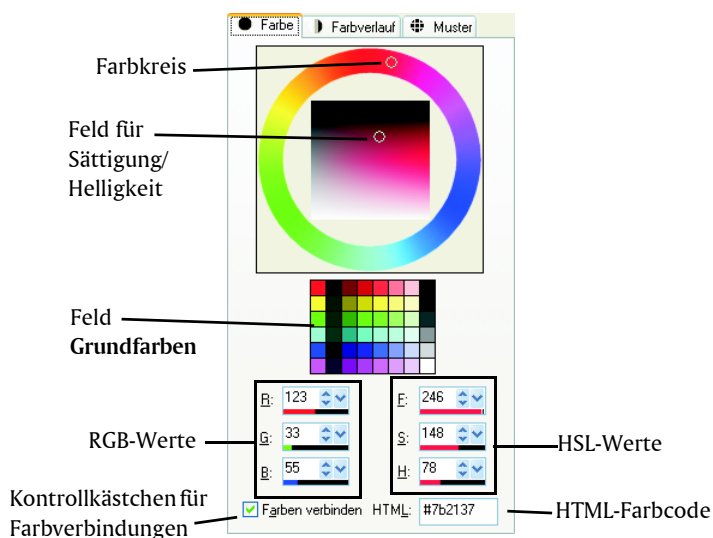 Farbe Farbverlauf Muster
Farbkreis
Feld für
Sättigung/
Helligkeit
Feld
Grundfarben
R: 123
G: 33
B: 55
F: 246
S: 148
H: 78
RGB-Werte
HSL-Werte
Kontrollkästchen für
Farbverbindungen
Farben verbinden HTML: #7b2137
HTML-Farbcode